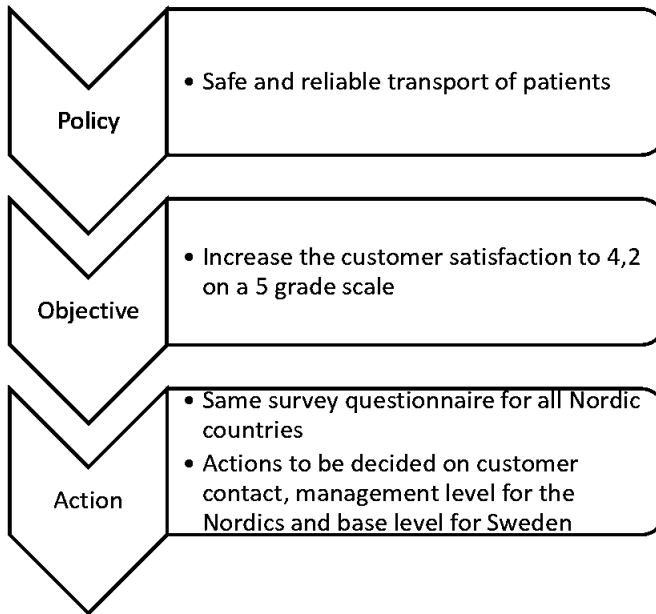 Policy
• Safe and reliable transport of patients
Objective
• Increase the customer satisfaction to 4,2
on a 5 grade scale
Action
• Same survey questionnaire for all Nordic
countries
• Actions to be decided on customer
contact, management level for the
Nordics and base level for Sweden